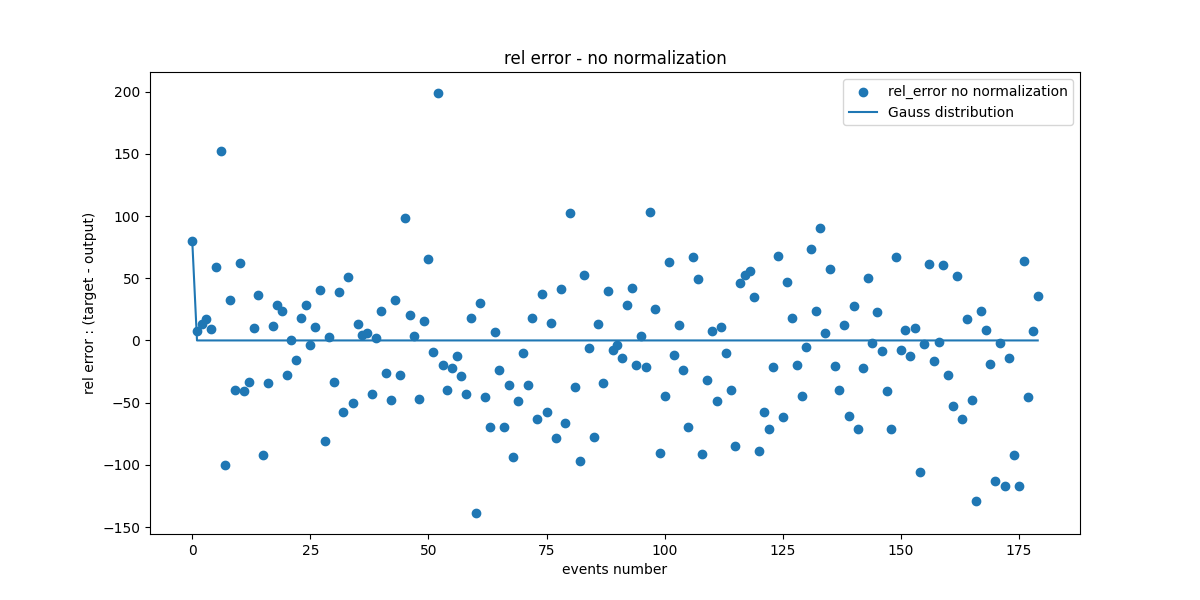 rel error - no normalization
rel_error no normalization
Gauss distribution
200
150
100
50
0
−50
−100
−150
rel error : (target - output)
0 25 50 75 100 125 150 175
events number